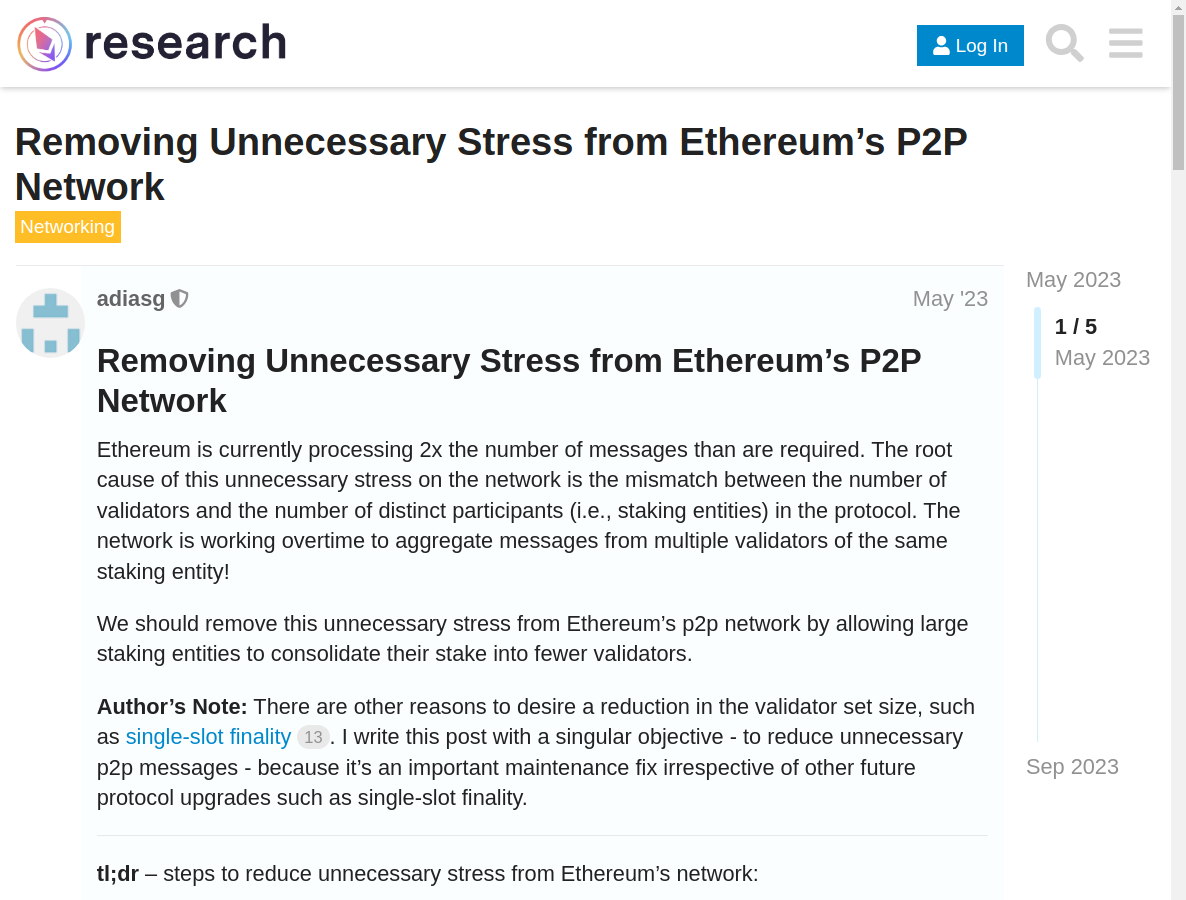 research
Log In
Removing Unnecessary Stress from Ethereum’s P2P
Network
Networking
adiasg
May '23
Removing Unnecessary Stress from Ethereum’s P2P
Network
Ethereum is currently processing 2x the number of messages than are required. The root
cause of this unnecessary stress on the network is the mismatch between the number of
validators and the number of distinct participants (i.e., staking entities) in the protocol. The
network is working overtime to aggregate messages from multiple validators of the same
staking entity!
We should remove this unnecessary stress from Ethereum’s p2p network by allowing large
staking entities to consolidate their stake into fewer validators.
Author’s Note: There are other reasons to desire a reduction in the validator set size, such
as single-slot finality 13. I write this post with a singular objective - to reduce unnecessary
p2p messages - because it’s an important maintenance fix irrespective of other future
protocol upgrades such as single-slot finality.
tl;dr – steps to reduce unnecessary stress from Ethereum’s network:
May 2023
1 / 5
May 2023
Sep 2023